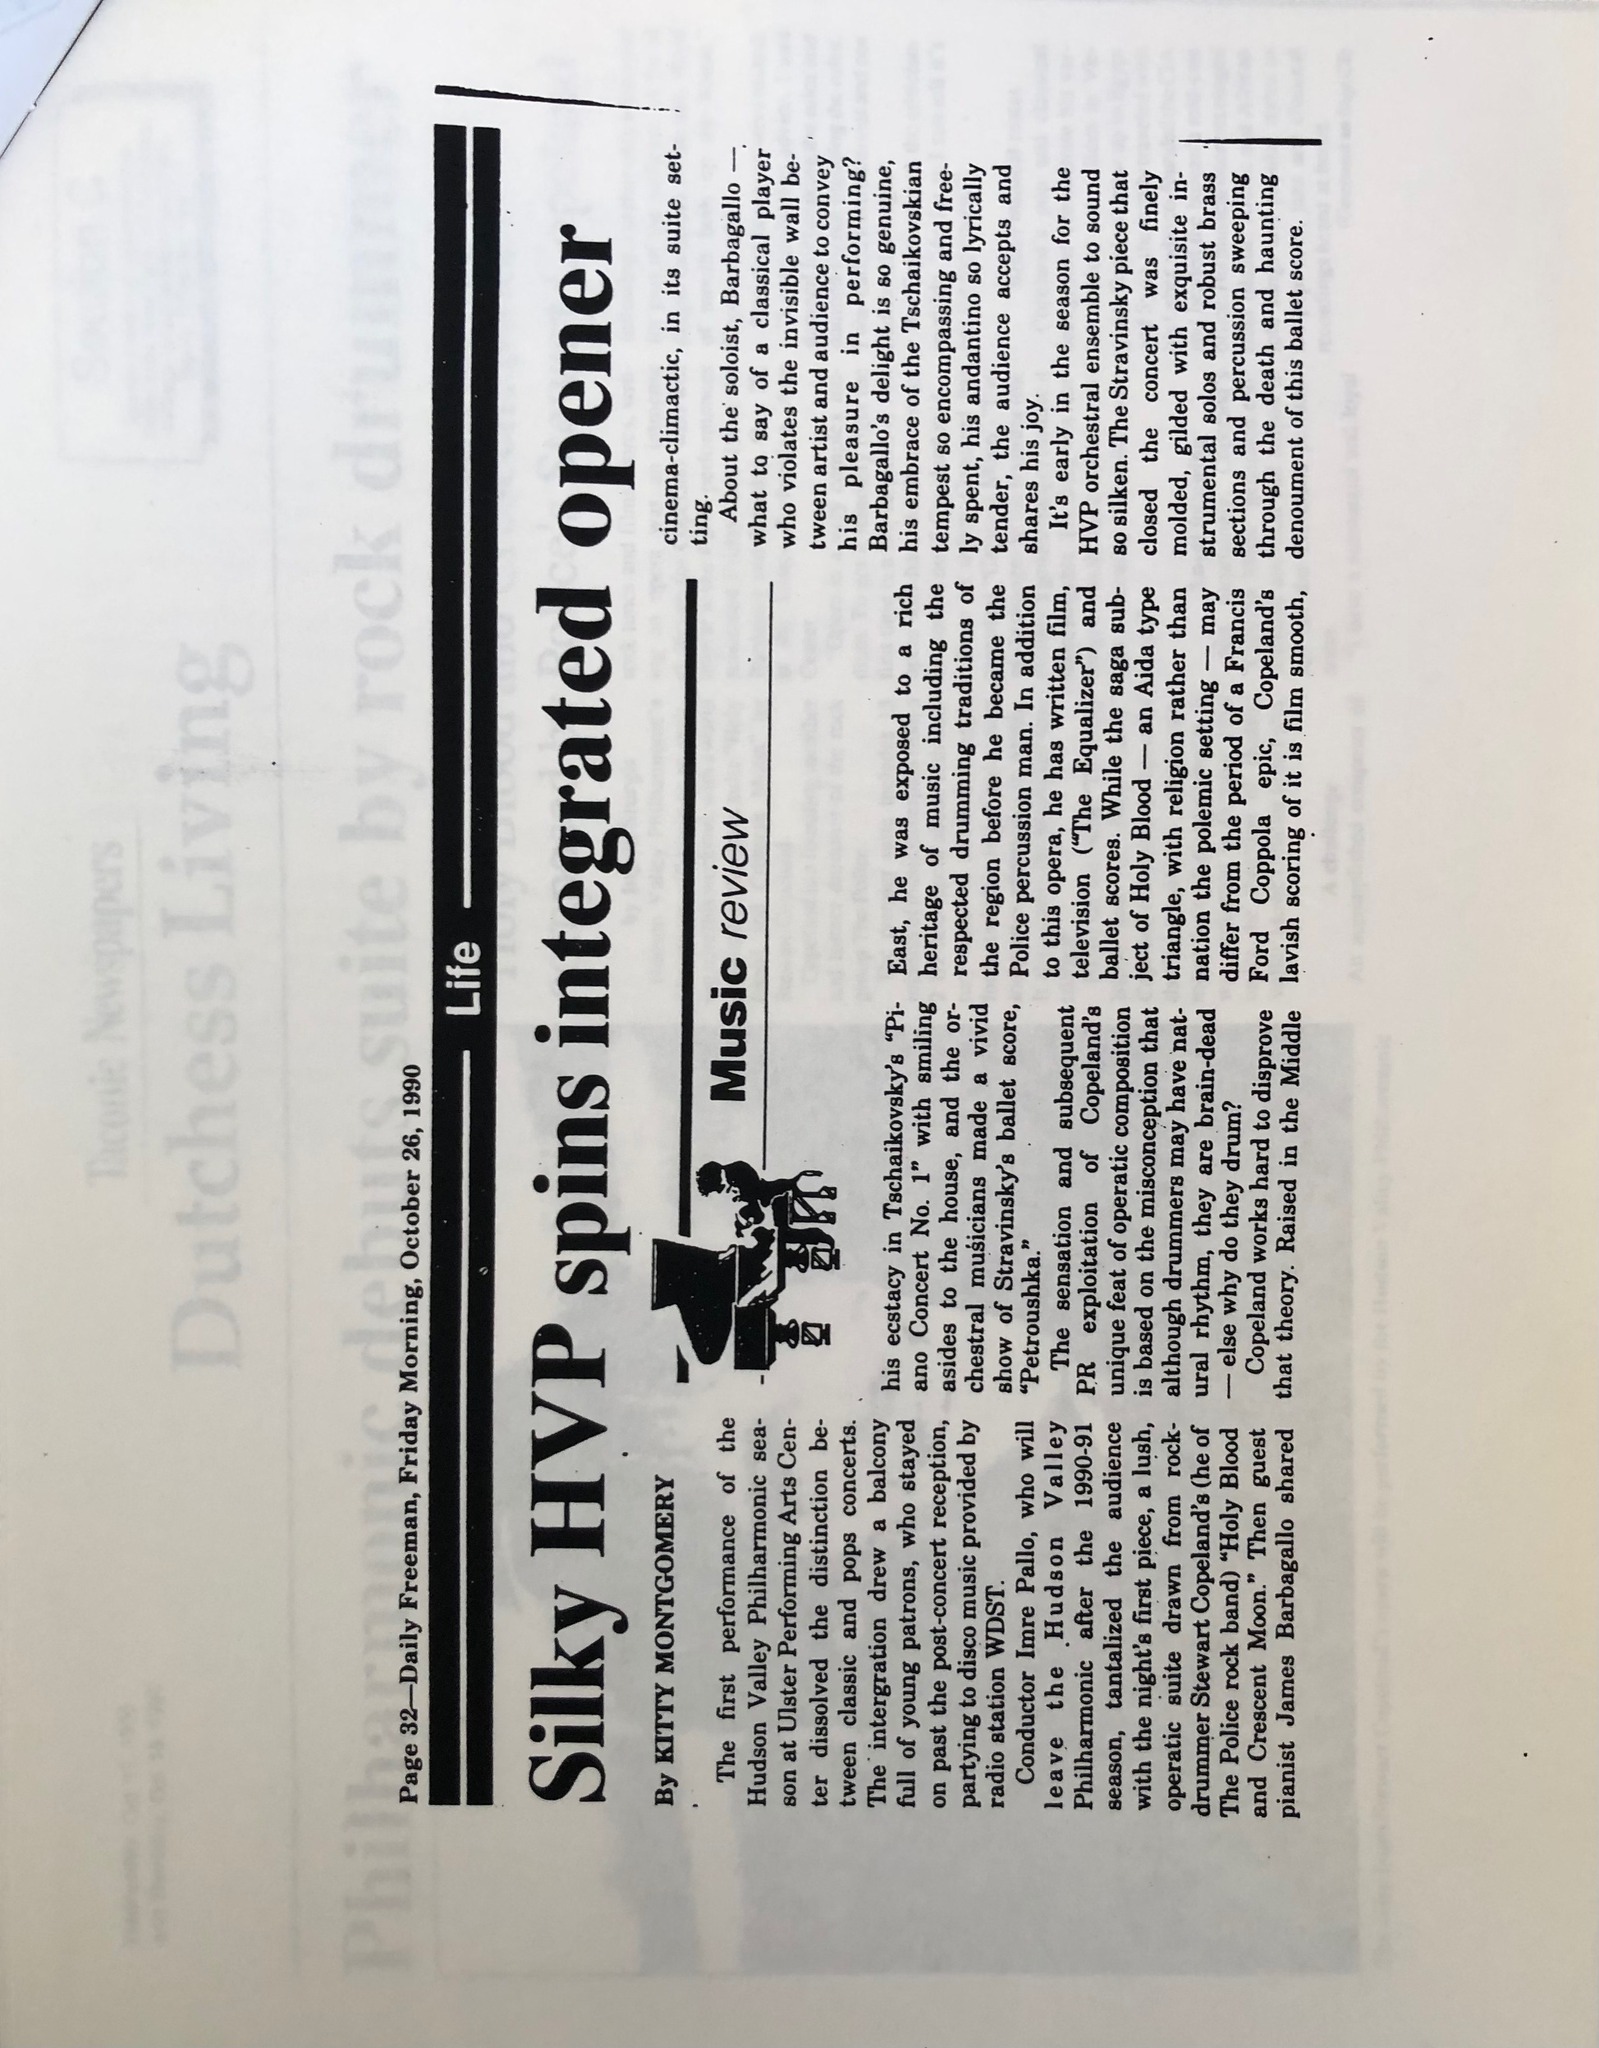 Page 32—Daily Freeman, Friday Morning, October 26, 1990
Life
Silky HVP spins integrated opener
By KITTY MONTGOMERY
Music review
The first performance of the
Hudson Valley Philharmonic sea-
son at Ulster Performing Arts Cen-
ter dissolved the distinction be-
tween classic and pops concerts.
The intergration drew a balcony
full of young patrons, who stayed
on past the post-concert reception,
partying to disco music provided by
radio station WDST.
Conductor Imre Pallo, who will
leave the Hudson Valley
Philharmonic after the 1990-91
season, tantalized the audience
with the night's first piece, a lush,
operatic suite drawn from rock-
drummer Stewart Copeland's (he of
The Police rock band) “Holy Blood
and Crescent Moon.” Then guest
pianist James Barbagallo shared
his ecstacy in Tschaikovsky's “Pi-
ano Concert No. 1” with smiling
asides to the house, and the or-
chestral musicians made a vivid
show of Stravinsky's ballet score,
“Petroushka.”
The sensation and subsequent
PR exploitation of Copeland's
unique feat of operatic composition
is based on the misconception that
although drummers may have nat-
ural rhythm, they are brain-dead
— else why do they drum?
Copeland works hard to disprove
that theory. Raised in the Middle
East, he was exposed to a rich
heritage of music including the
respected drumming traditions of
the region before he became the
Police percussion man. In addition
to this opera, he has written film,
television (“The Equalizer”) and
ballet scores. While the saga sub-
ject of Holy Blood — an Aida type
triangle, with religion rather than
nation the polemic setting — may
differ from the period of a Francis
Ford Coppola epic, Copeland's
lavish scoring of it is film smooth,
cinema-climactic, in its suite set-
ting.
About the soloist, Barbagallo —
what to say of a classical player
who violates the invisible wall be-
tween artist and audience to convey
his pleasure in performing?
Barbagallo's delight is so genuine,
his embrace of the Tschaikovskian
tempest so encompassing and free-
ly spent, his andantino so lyrically
tender, the audience accepts and
shares his joy.
It's early in the season for the
HVP orchestral ensemble to sound
so silken. The Stravinsky piece that
closed the concert was finely
molded, gilded with exquisite in-
strumental solos and robust brass
sections and percussion sweeping
through the death and haunting
denoument of this ballet score.
Taconic Newspapers
Dutches Living
Philharmonic debuts suite by rock drummer